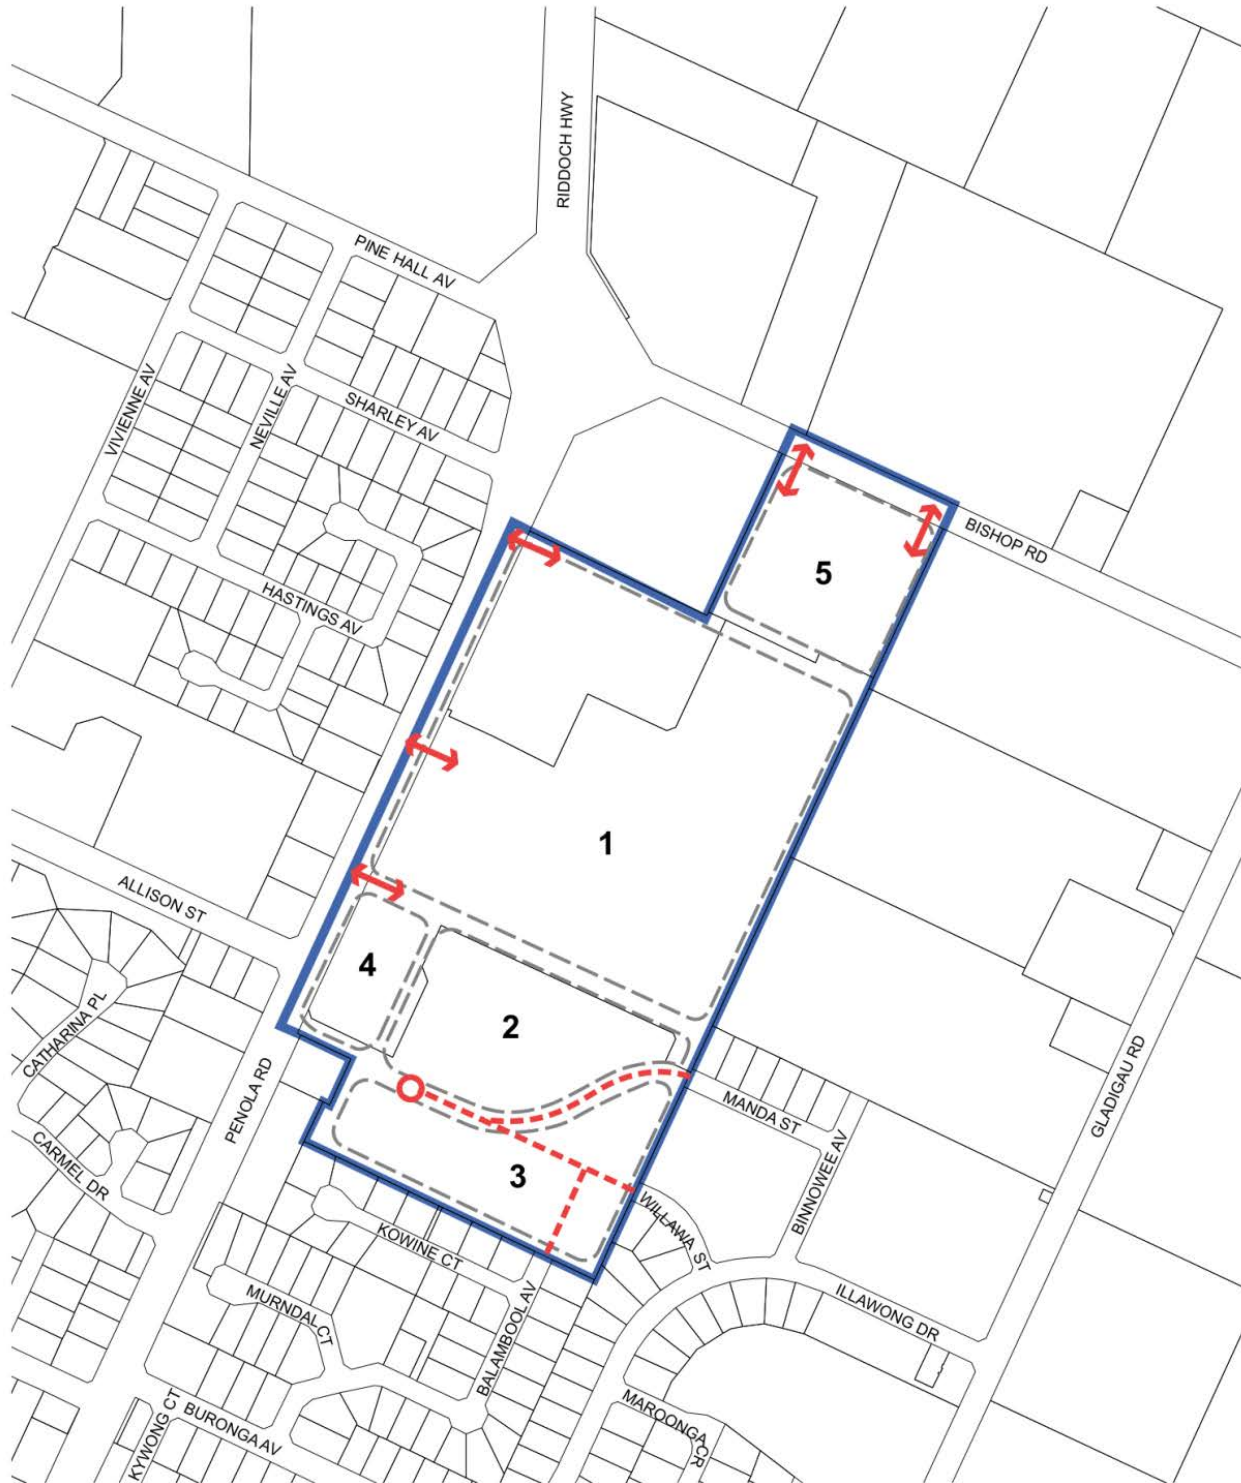 RIDDOCH HWY
PINE HALL AV
VIVIENNE AV
NEVILLE AV
SHARLEY AV
BISHOP RD
5
HASTINGS AV
1
ALLISON ST
4
2
CATHARINA PL
PENOLA RD
MANDA ST
GLADIGAU RD
CARMEL DR
3
BINNOWEE AV
WILLAWA ST
KOWINE CT
MURNDAL CT
ILLAWONG DR
BALAMBOOL AV
MAROONGA CR
KYWONG CT
BURONGA AV